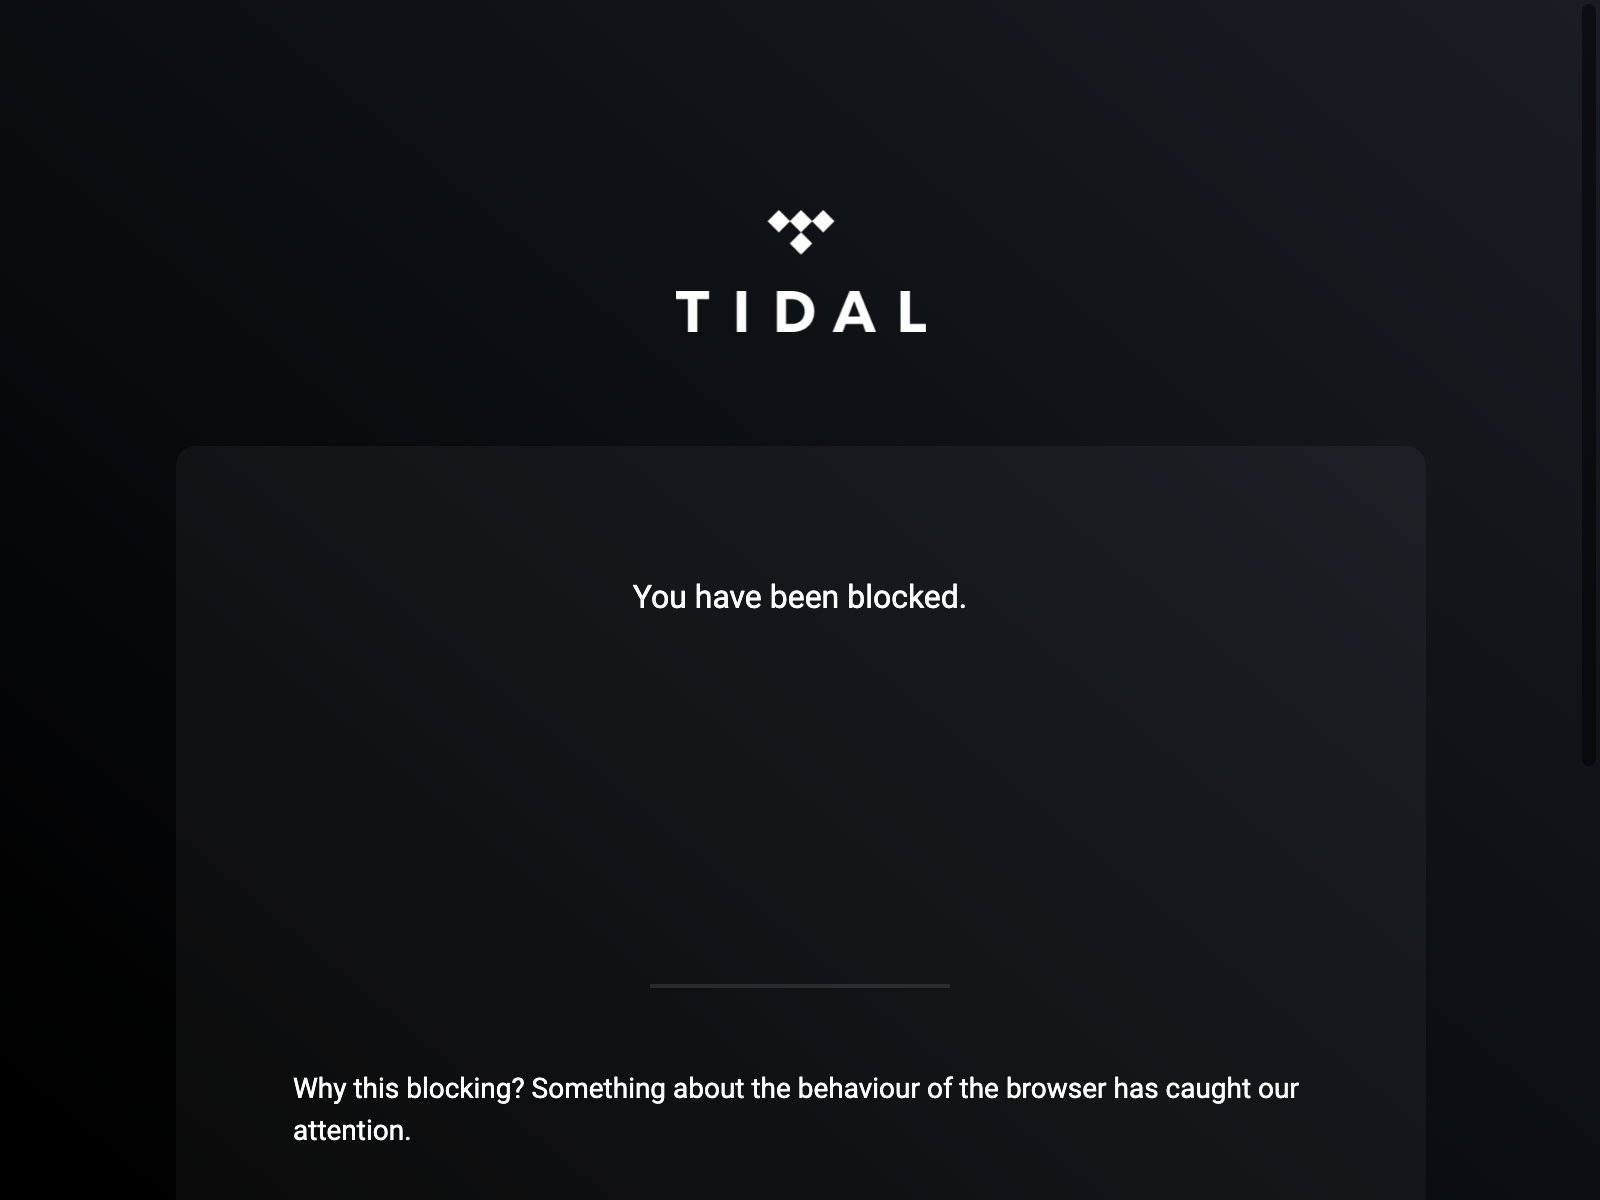 TIDAL
You have been blocked.
Why this blocking? Something about the behaviour of the browser has caught our
attention.